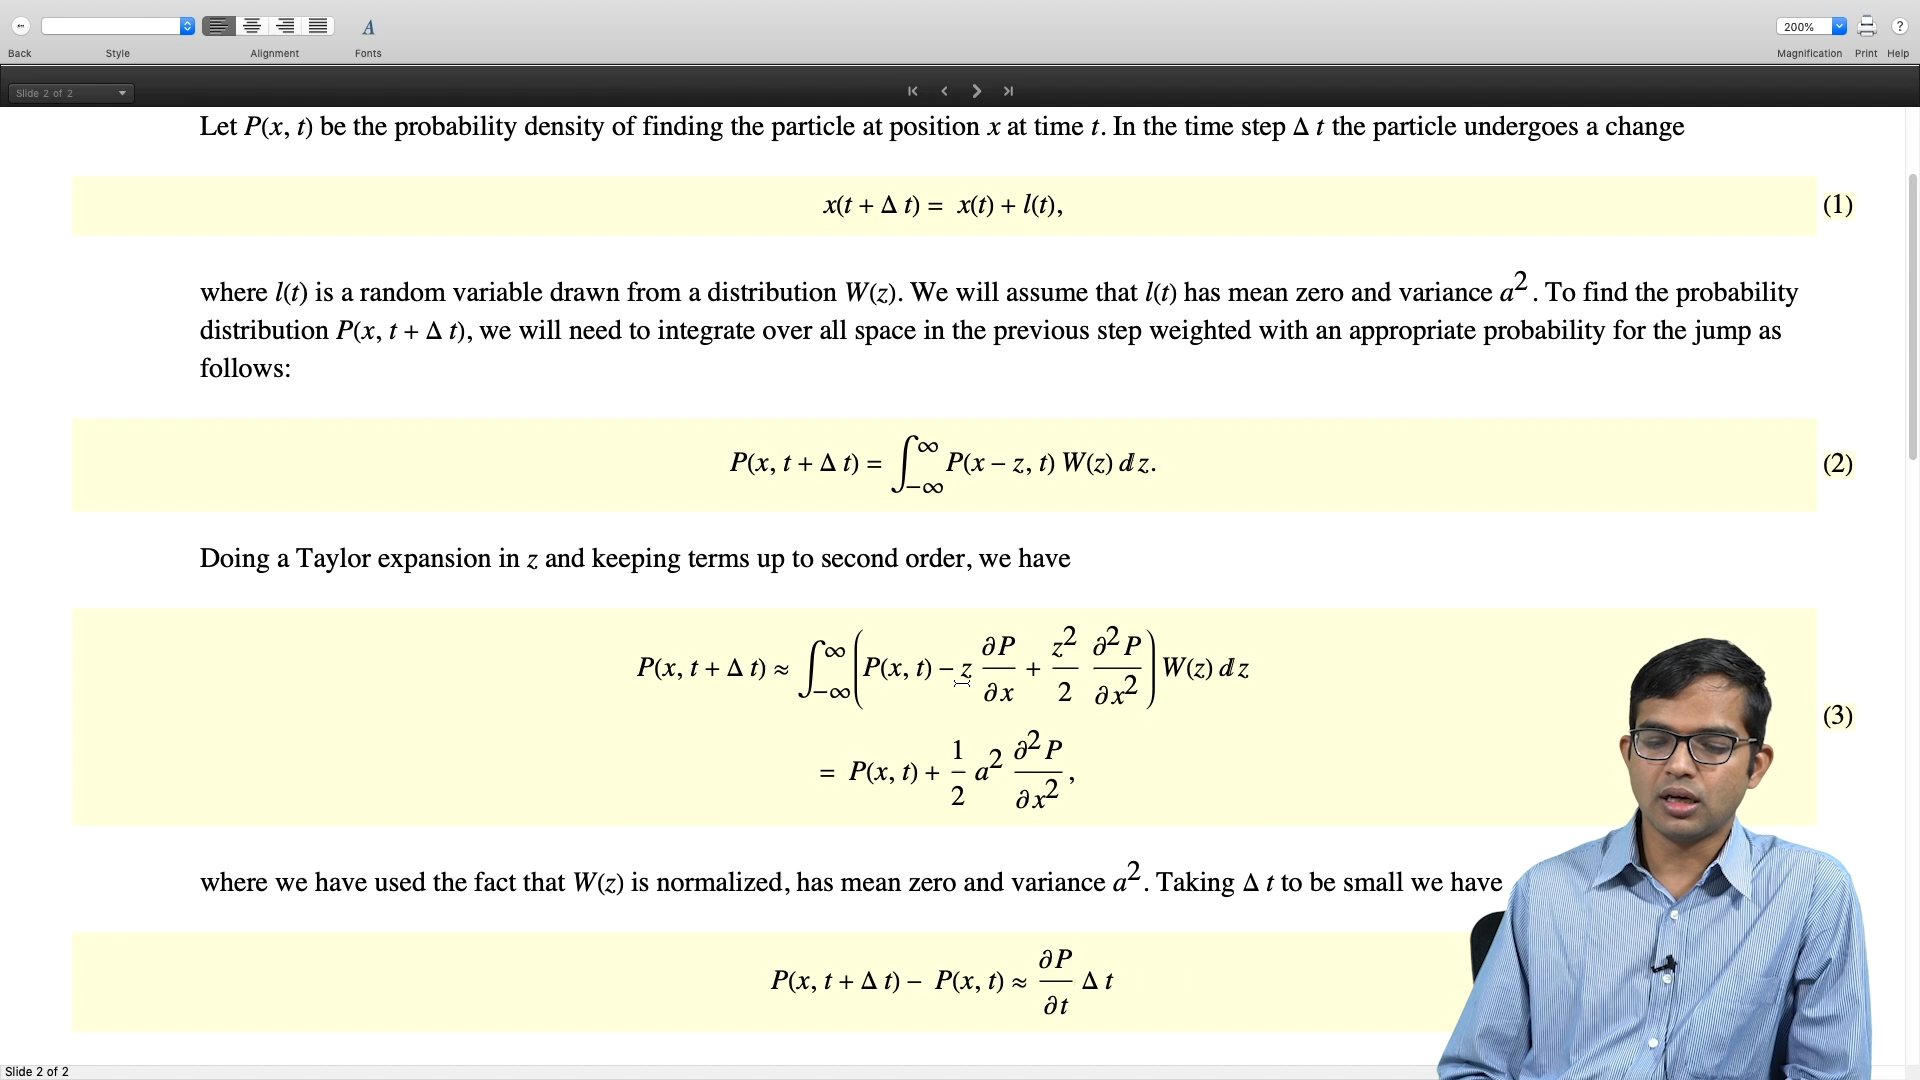 200%
Back Style Alignment Fonts Magnification Print Help
Slide 2 of 2
Let P(x, t) be the probability density of finding the particle at position x at time t. In the time step Δ t the particle undergoes a change
x(t + Δ t) = x(t) + l(t), (1)
where l(t) is a random variable drawn from a distribution W(z). We will assume that l(t) has mean zero and variance a². To find the probability
distribution P(x, t + Δ t), we will need to integrate over all space in the previous step weighted with an appropriate probability for the jump as
follows:
P(x, t + Δ t) = ∫_{-∞}^{∞} P(x − z, t) W(z) ⅆz. (2)
Doing a Taylor expansion in z and keeping terms up to second order, we have
P(x, t + Δ t) ≈ ∫_{-∞}^{∞} (P(x, t) − z ∂P/∂x + z²/2 ∂²P/∂x²) W(z) ⅆz
= P(x, t) + 1/2 a² ∂²P/∂x², (3)
where we have used the fact that W(z) is normalized, has mean zero and variance a². Taking Δ t to be small we have
P(x, t + Δ t) − P(x, t) ≈ ∂P/∂t Δ t
Slide 2 of 2